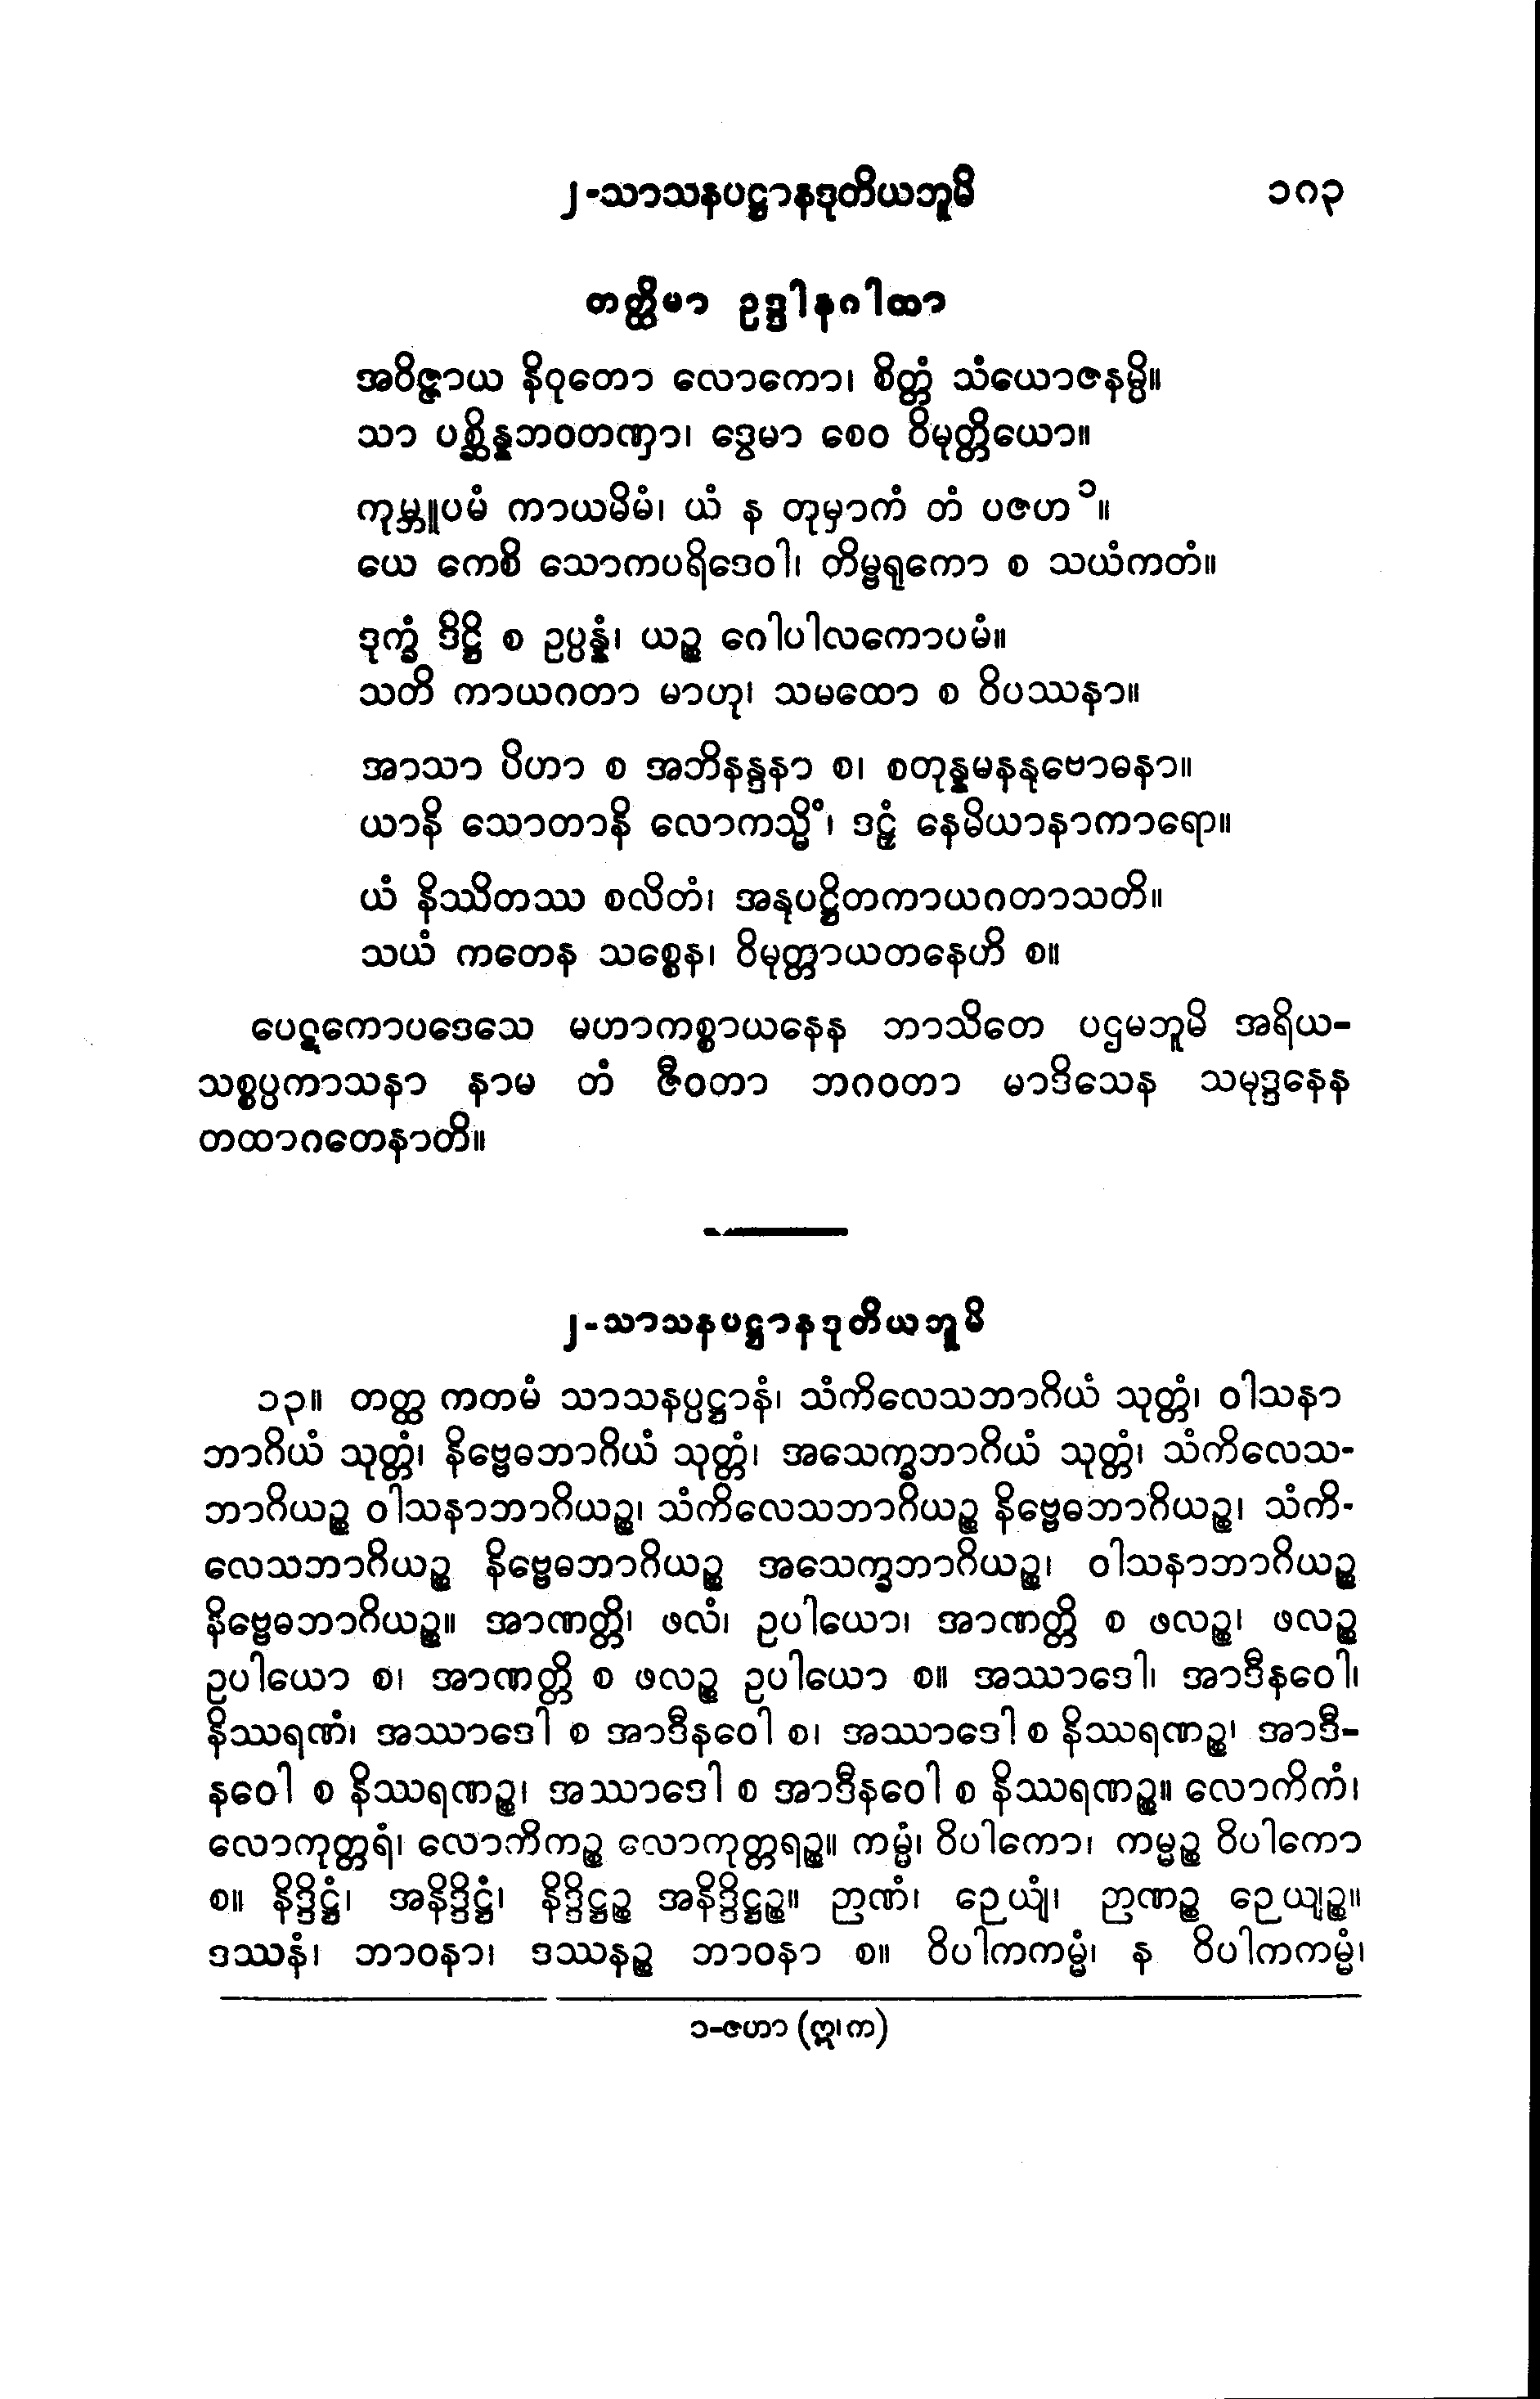 ၂-သာသနပဋ္ဌာနဒုတိယဘူမိ ၁၈၃
တတ္ထိမာ ဥဒ္ဒါနဂါထာ
အဝိဇ္ဇာယ နိဝုတော လောကော၊ စိတ္တံ သံယောဇနမ္ပိ။
သာ ပစ္ဆိန္နဘဝတဏှာ၊ ဒွေမာ စေဝ ဝိမုတ္တိယော။
ကုမ္ဘူပမံ ကာယမိမံ၊ ယံ န တုမှာကံ တံ ပဇဟ ၁။
ယေ ကေစိ သောကပရိဒေဝါ၊ တိမ္ဗရုကော စ သယံကတံ။
ဒုက္ခံ ဒိဋ္ဌိ စ ဥပ္ပန္နံ၊ ယဉ္စ ဂေါပါလကောပမံ။
သတိ ကာယဂတာ မာဟု၊ သမထော စ ဝိပဿနာ။
အာသာ ပိဟာ စ အဘိနန္ဒနာ စ၊ စတုန္နမနနုဗောဓနာ။
ယာနိ သောတာနိ လောကသ္မိံ၊ ဒဠှံ နေမိယာနာကာရော။
ယံ နိဿိတဿ စလိတံ၊ အနုပဋ္ဌိတကာယဂတာသတိ။
သယံ ကတေန သစ္စေန၊ ဝိမုတ္တာယတနေဟိ စ။
ပေဋကောပဒေသေ မဟာကစ္စာယနေန ဘာသိတေ ပဌမဘူမိ အရိယ-
သစ္စပ္ပကာသနာ နာမ တံ ဇီဝတာ ဘဂဝတာ မာဒိသေန သမုဒ္ဒနေန
တထာဂတေနာတိ။
၂-သာသနပဋ္ဌာနဒုတိယဘူမိ
၁၃။ တတ္ထ ကတမံ သာသနပ္ပဋ္ဌာနံ၊ သံကိလေသဘာဂိယံ သုတ္တံ၊ ဝါသနာ
ဘာဂိယံ သုတ္တံ၊ နိဗ္ဗေဓဘာဂိယံ သုတ္တံ၊ အသေက္ခဘာဂိယံ သုတ္တံ၊ သံကိလေသ-
ဘာဂိယဉ္စ ဝါသနာဘာဂိယဉ္စ၊ သံကိလေသဘာဂိယဉ္စ နိဗ္ဗေဓဘာဂိယဉ္စ၊ သံကိ-
လေသဘာဂိယဉ္စ နိဗ္ဗေဓဘာဂိယဉ္စ အသေက္ခဘာဂိယဉ္စ၊ ဝါသနာဘာဂိယဉ္စ
နိဗ္ဗေဓဘာဂိယဉ္စ။ အာဏတ္တိ၊ ဖလံ၊ ဥပါယော၊ အာဏတ္တိ စ ဖလဉ္စ၊ ဖလဉ္စ
ဥပါယော စ၊ အာဏတ္တိ စ ဖလဉ္စ ဥပါယော စ။ အဿာဒေါ၊ အာဒီနဝေါ၊
နိဿရဏံ၊ အဿာဒေါ စ အာဒီနဝေါ စ၊ အဿာဒေါ စ နိဿရဏဉ္စ၊ အာဒီ-
နဝေါ စ နိဿရဏဉ္စ၊ အဿာဒေါ စ အာဒီနဝေါ စ နိဿရဏဉ္စ။ လောကိကံ၊
လောကုတ္တရံ၊ လောကိကဉ္စ လောကုတ္တရဉ္စ။ ကမ္မံ၊ ဝိပါကော၊ ကမ္မဉ္စ ဝိပါကော
စ။ နိဒ္ဒိဋ္ဌံ၊ အနိဒ္ဒိဋ္ဌံ၊ နိဒ္ဒိဋ္ဌဉ္စ အနိဒ္ဒိဋ္ဌဉ္စ။ ဉာဏံ၊ ဉေယျံ၊ ဉာဏဉ္စ ဉေယျဉ္စ။
ဒဿနံ၊ ဘာဝနာ၊ ဒဿနဉ္စ ဘာဝနာ စ။ ဝိပါကကမ္မံ၊ န ဝိပါကကမ္မံ၊
၁-ဇဟာ (ဣ၊ က)